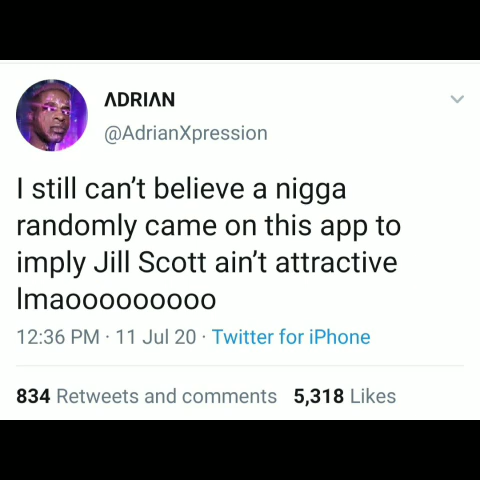 ΛDRIΛN
@AdrianXpression
I still can't believe a nigga
randomly came on this app to
imply Jill Scott ain't attractive
lmaooooooooo
12:36 PM · 11 Jul 20 · Twitter for iPhone
834 Retweets and comments 5,318 Likes